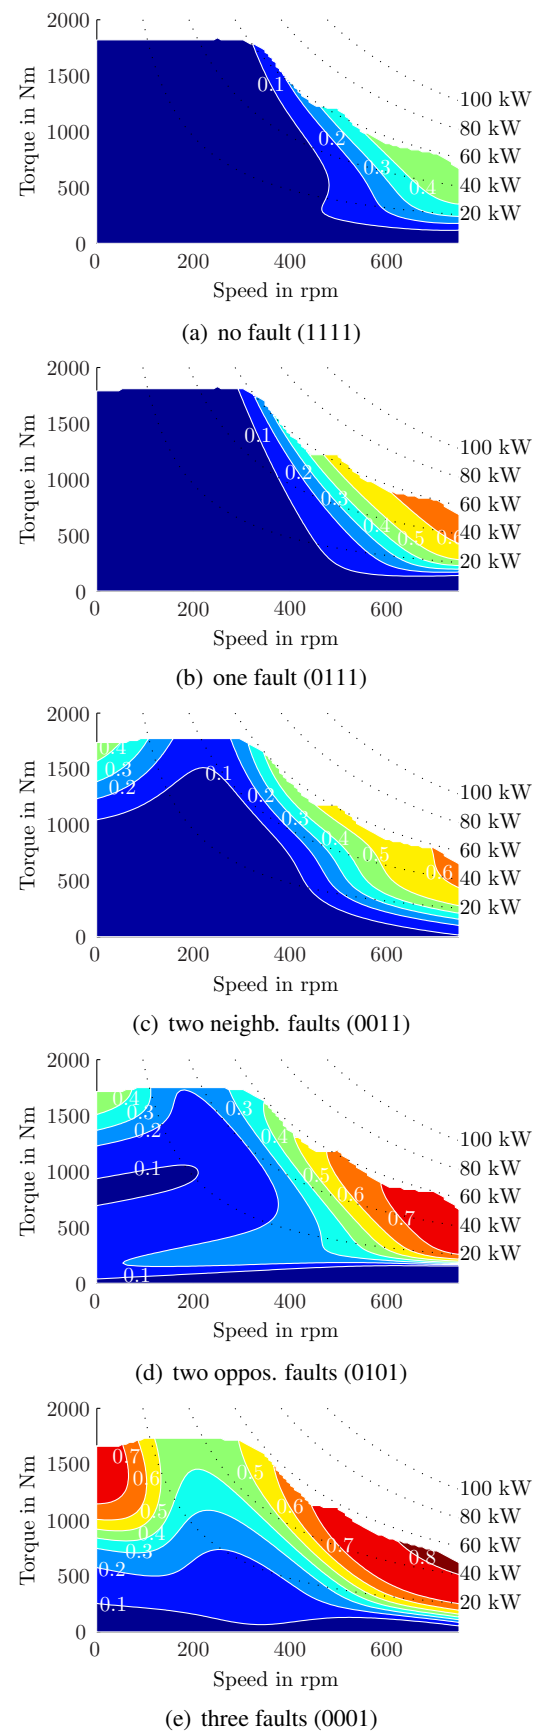 2000
1500
1000
500
0
Torque in Nm
0.1
0.2
0.3
0.4
100 kW
80 kW
60 kW
40 kW
20 kW
0 200 400 600
Speed in rpm
(a) no fault (1111)
2000
1500
1000
500
0
Torque in Nm
0.1
0.2
0.3
0.4
0.5
0.6
100 kW
80 kW
60 kW
40 kW
20 kW
0 200 400 600
Speed in rpm
(b) one fault (0111)
2000
1500
1000
500
0
Torque in Nm
0.4
0.3
0.2
0.1
0.2
0.3
0.4
0.5
0.6
100 kW
80 kW
60 kW
40 kW
20 kW
0 200 400 600
Speed in rpm
(c) two neighb. faults (0011)
2000
1500
1000
500
0
Torque in Nm
0.4
0.3
0.2
0.1
0.1
0.3
0.4
0.5
0.6
0.7
100 kW
80 kW
60 kW
40 kW
20 kW
0 200 400 600
Speed in rpm
(d) two oppos. faults (0101)
2000
1500
1000
500
0
Torque in Nm
0.7
0.6
0.5
0.4
0.3
0.2
0.1
0.5
0.6
0.7
0.8
100 kW
80 kW
60 kW
40 kW
20 kW
0 200 400 600
Speed in rpm
(e) three faults (0001)